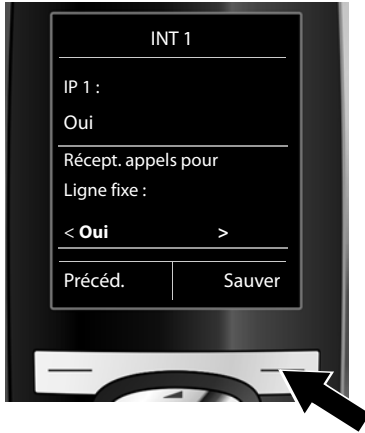 INT 1
IP 1 :
Oui
Récept. appels pour
Ligne fixe :
< Oui >
Précéd. Sauver